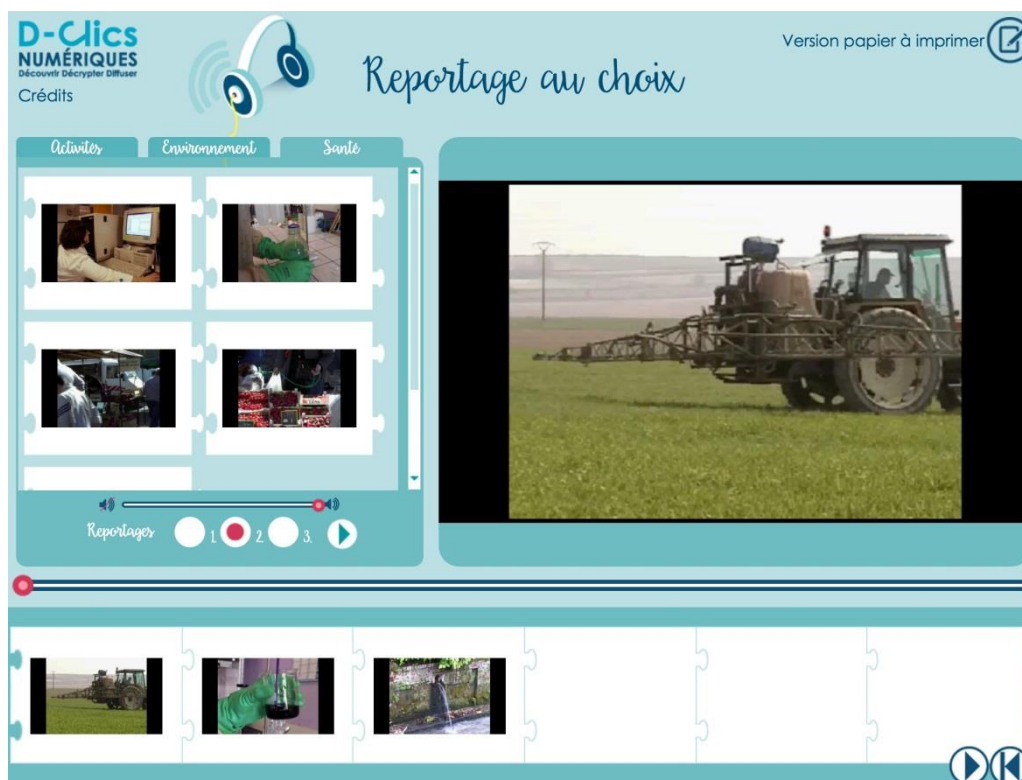 D-Clics
NUMÉRIQUES
Découvrir Décrypter Diffuser
Crédits
Reportage au choix
Version papier à imprimer
Activités
Environnement
Santé
Reportages
1.
2.
3.